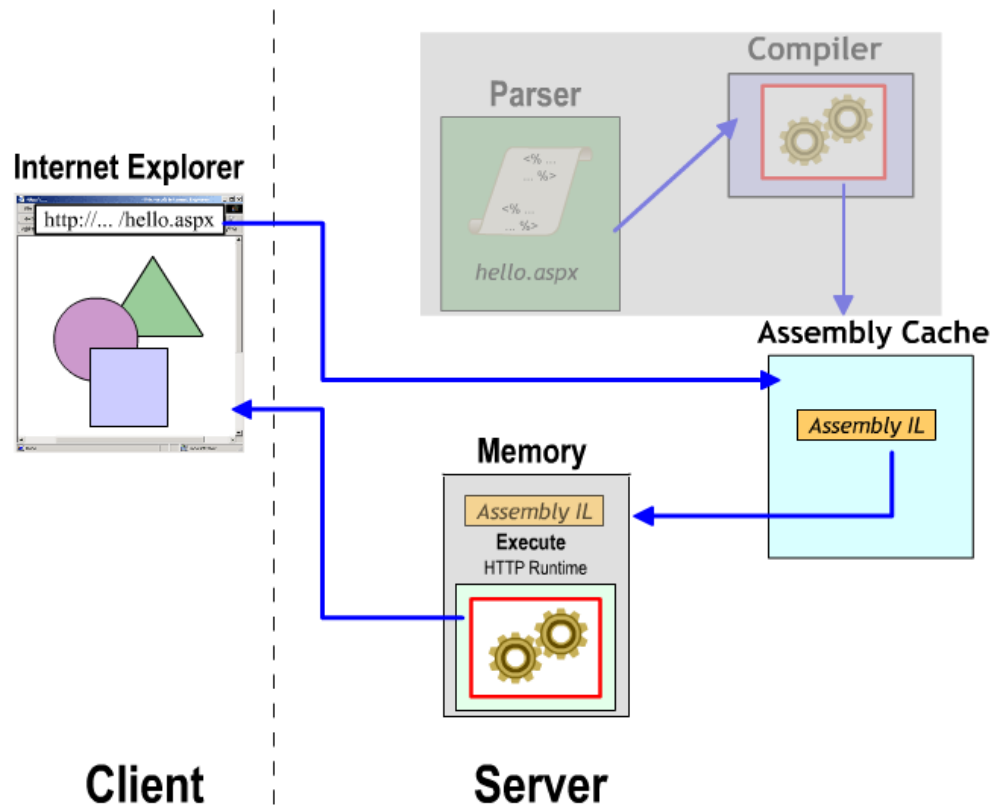 Compiler
Parser
<% ...
... %>
<% ...
... %>
hello.aspx
Internet Explorer
http://... /hello.aspx
Assembly Cache
Assembly IL
Memory
Assembly IL
Execute
HTTP Runtime
Client
Server